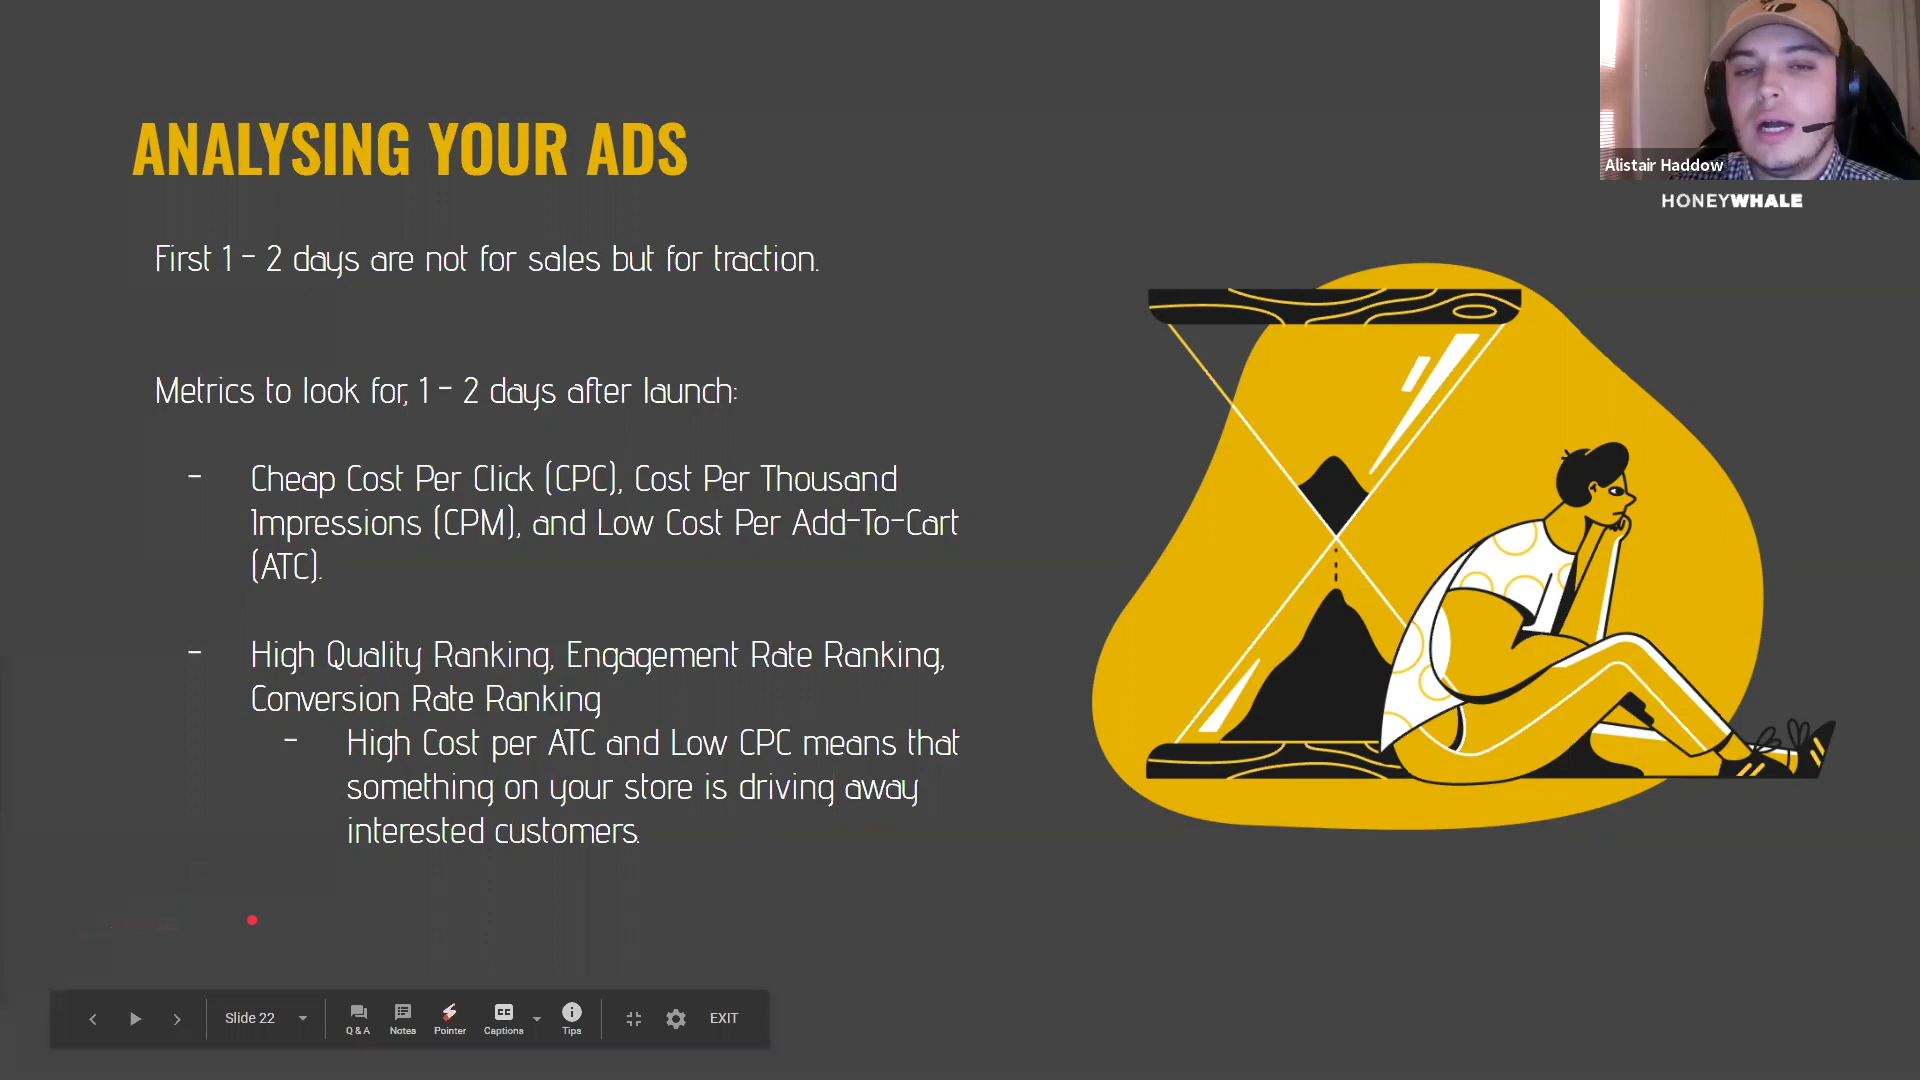 Alistair Haddow
HONEYWHALE
ANALYSING YOUR ADS
First 1 - 2 days are not for sales but for traction.
Metrics to look for, 1 - 2 days after launch:
- Cheap Cost Per Click (CPC), Cost Per Thousand
Impressions (CPM), and Low Cost Per Add-To-Cart
(ATC).
- High Quality Ranking, Engagement Rate Ranking,
Conversion Rate Ranking
- High Cost per ATC and Low CPC means that
something on your store is driving away
interested customers.
Slide 22
Q & A
Notes
Pointer
CC
Captions
Tips
EXIT